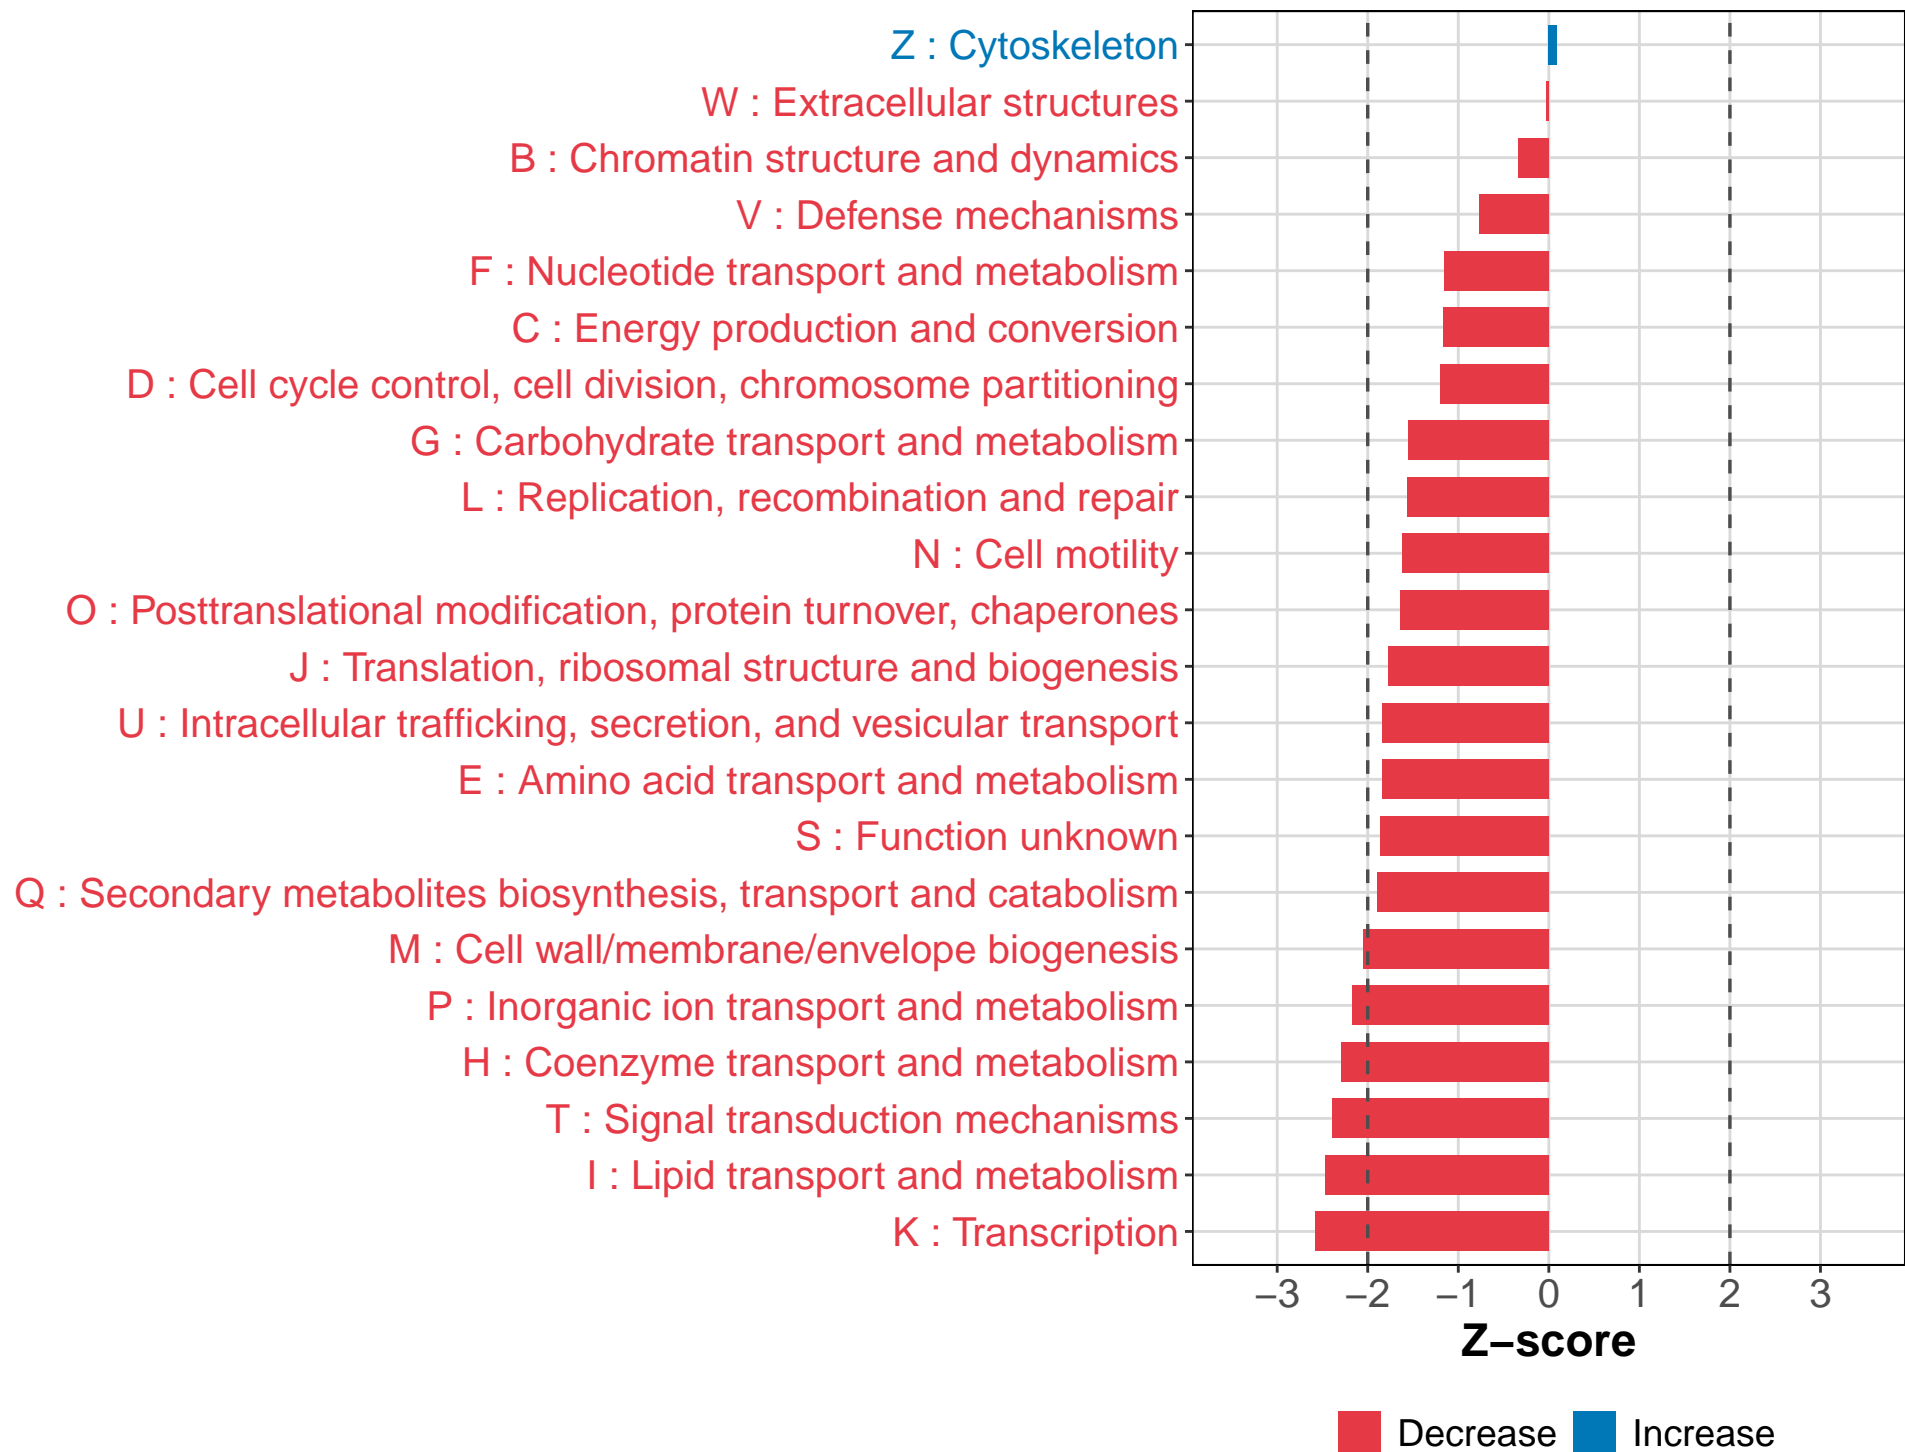 Z : Cytoskeleton
W : Extracellular structures
B : Chromatin structure and dynamics
V : Defense mechanisms
F : Nucleotide transport and metabolism
C : Energy production and conversion
D : Cell cycle control, cell division, chromosome partitioning
G : Carbohydrate transport and metabolism
L : Replication, recombination and repair
N : Cell motility
O : Posttranslational modification, protein turnover, chaperones
J : Translation, ribosomal structure and biogenesis
U : Intracellular trafficking, secretion, and vesicular transport
E : Amino acid transport and metabolism
S : Function unknown
Q : Secondary metabolites biosynthesis, transport and catabolism
M : Cell wall/membrane/envelope biogenesis
P : Inorganic ion transport and metabolism
H : Coenzyme transport and metabolism
T : Signal transduction mechanisms
I : Lipid transport and metabolism
K : Transcription
−3 −2 −1 0 1 2 3
Z−score
Decrease Increase